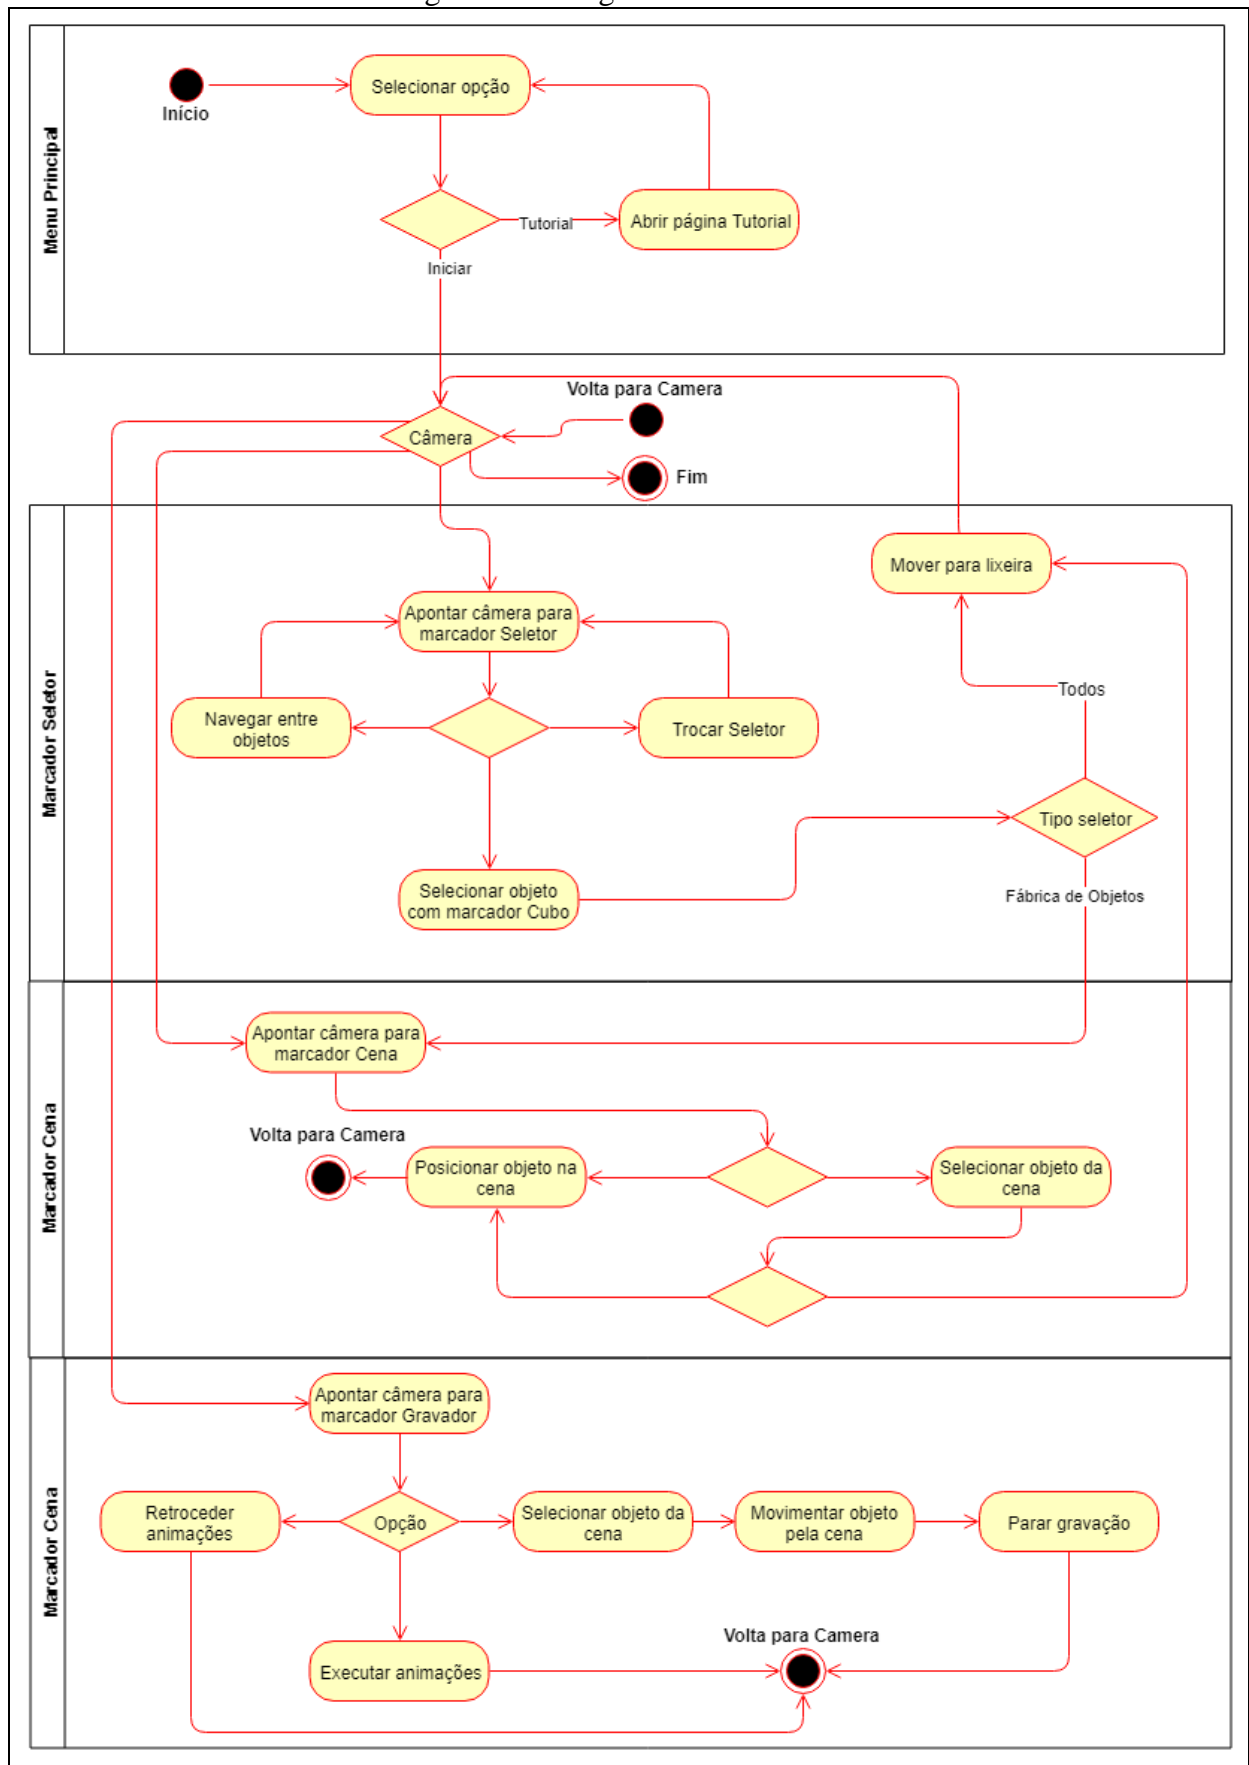 Menu Principal
Início
Selecionar opção
Tutorial
Abrir página Tutorial
Iniciar
Volta para Camera
Câmera
Fim
Marcador Seletor
Mover para lixeira
Apontar câmera para
marcador Seletor
Todos
Navegar entre
objetos
Trocar Seletor
Tipo seletor
Selecionar objeto
com marcador Cubo
Fábrica de Objetos
Marcador Cena
Apontar câmera para
marcador Cena
Volta para Camera
Posicionar objeto na
cena
Selecionar objeto da
cena
Marcador Cena
Apontar câmera para
marcador Gravador
Retroceder
animações
Opção
Selecionar objeto da
cena
Movimentar objeto
pela cena
Parar gravação
Volta para Camera
Executar animações